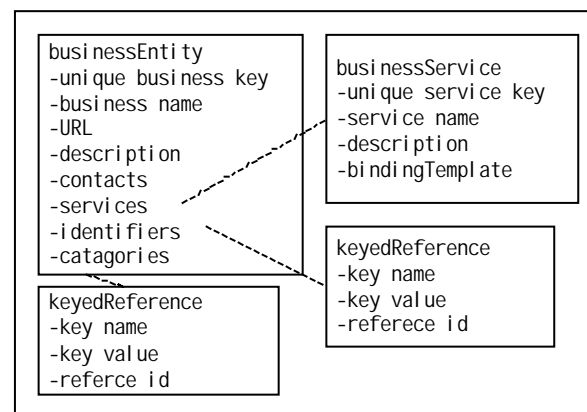 businessEntity
-unique business key
-business name
-URL
-description
-contacts
-services
-identifiers
-catagories
businessService
-unique service key
-service name
-description
-bindingTemplate
keyedReference
-key name
-key value
-referece id
keyedReference
-key name
-key value
-referce id